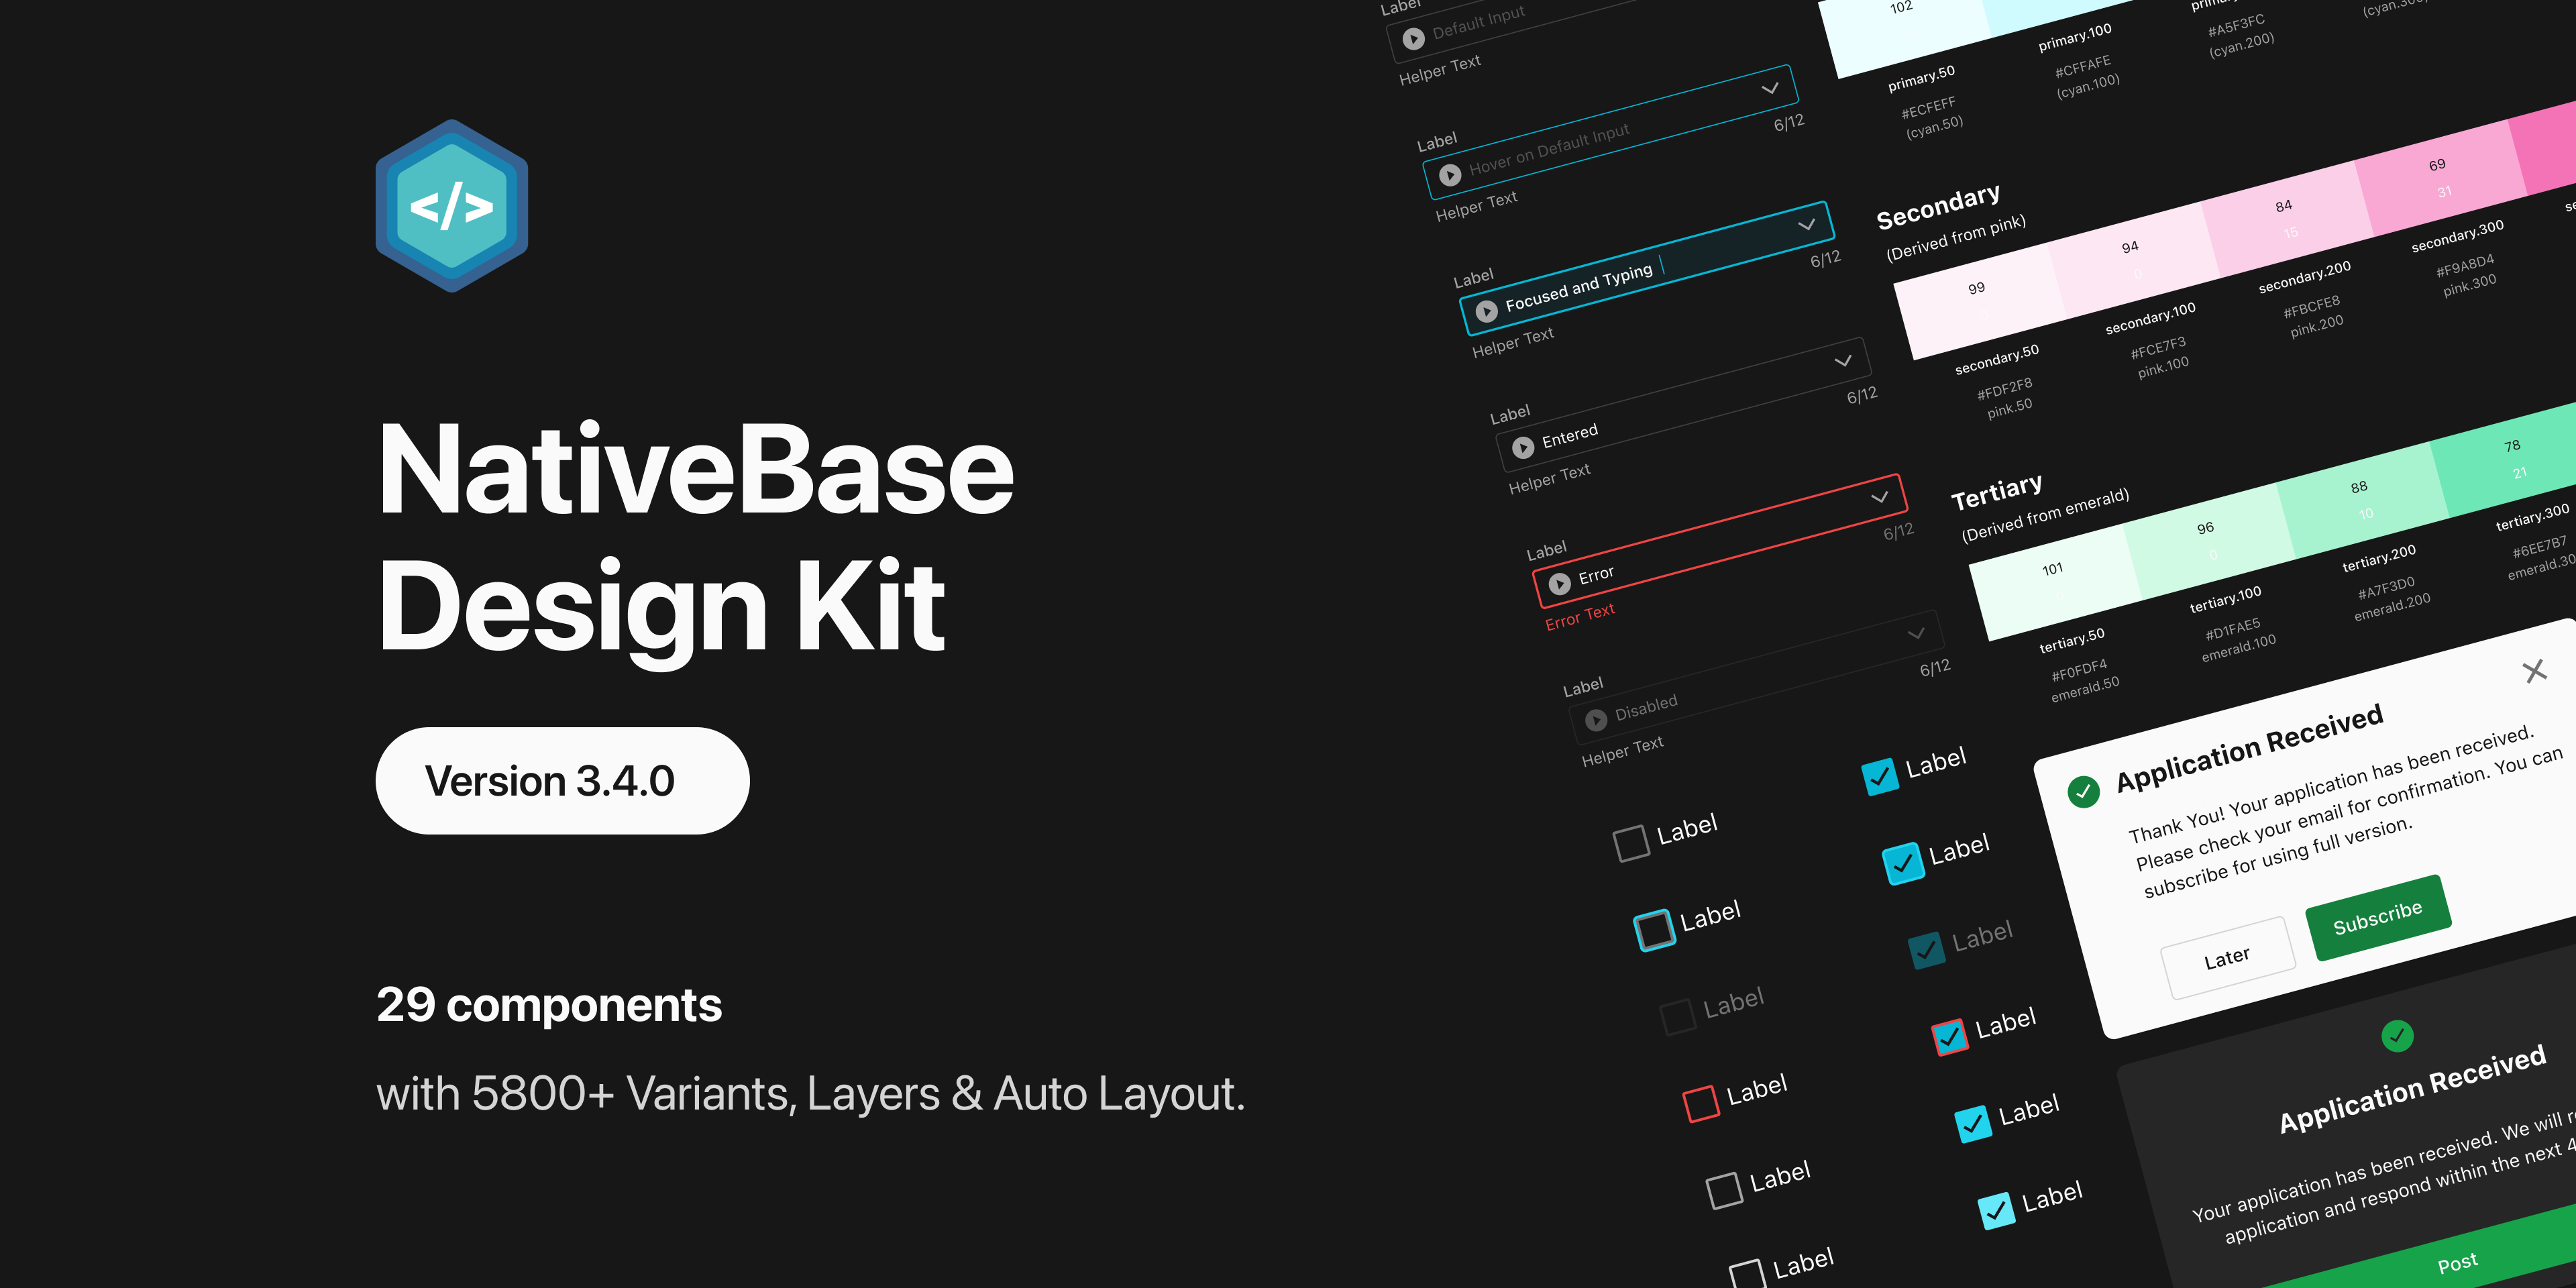 </>
NativeBase
Design Kit
Version 3.4.0
29 components
with 5800+ Variants, Layers & Auto Layout.
Label
Default Input
Helper Text
Label
Hover on Default Input
Helper Text
6/12
Label
Focused and Typing
Helper Text
6/12
Label
Entered
Helper Text
6/12
Label
Error
Error Text
6/12
Label
Disabled
Helper Text
6/12
Label
Label
Label
Label
Label
Label
Label
Label
Label
Label
Label
Label
102
primary.50
#ECFEFF
(cyan.50)
primary.100
#CFFAFE
(cyan.100)
#A5F3FC
(cyan.200)
(cyan.300)
Secondary
(Derived from pink)
99
94
0
84
15
69
31
secondary.50
#FDF2F8
pink.50
secondary.100
#FCE7F3
pink.100
secondary.200
#FBCFE8
pink.200
secondary.300
#F9A8D4
pink.300
Tertiary
(Derived from emerald)
101
96
0
88
10
78
21
tertiary.50
#F0FDF4
emerald.50
tertiary.100
#D1FAE5
emerald.100
tertiary.200
#A7F3D0
emerald.200
tertiary.300
#6EE7B7
emerald.30
Application Received
Thank You! Your application has been received.
Please check your email for confirmation. You can
subscribe for using full version.
Later
Subscribe
Application Received
Your application has been received. We will
application and respond within the next 4
Post